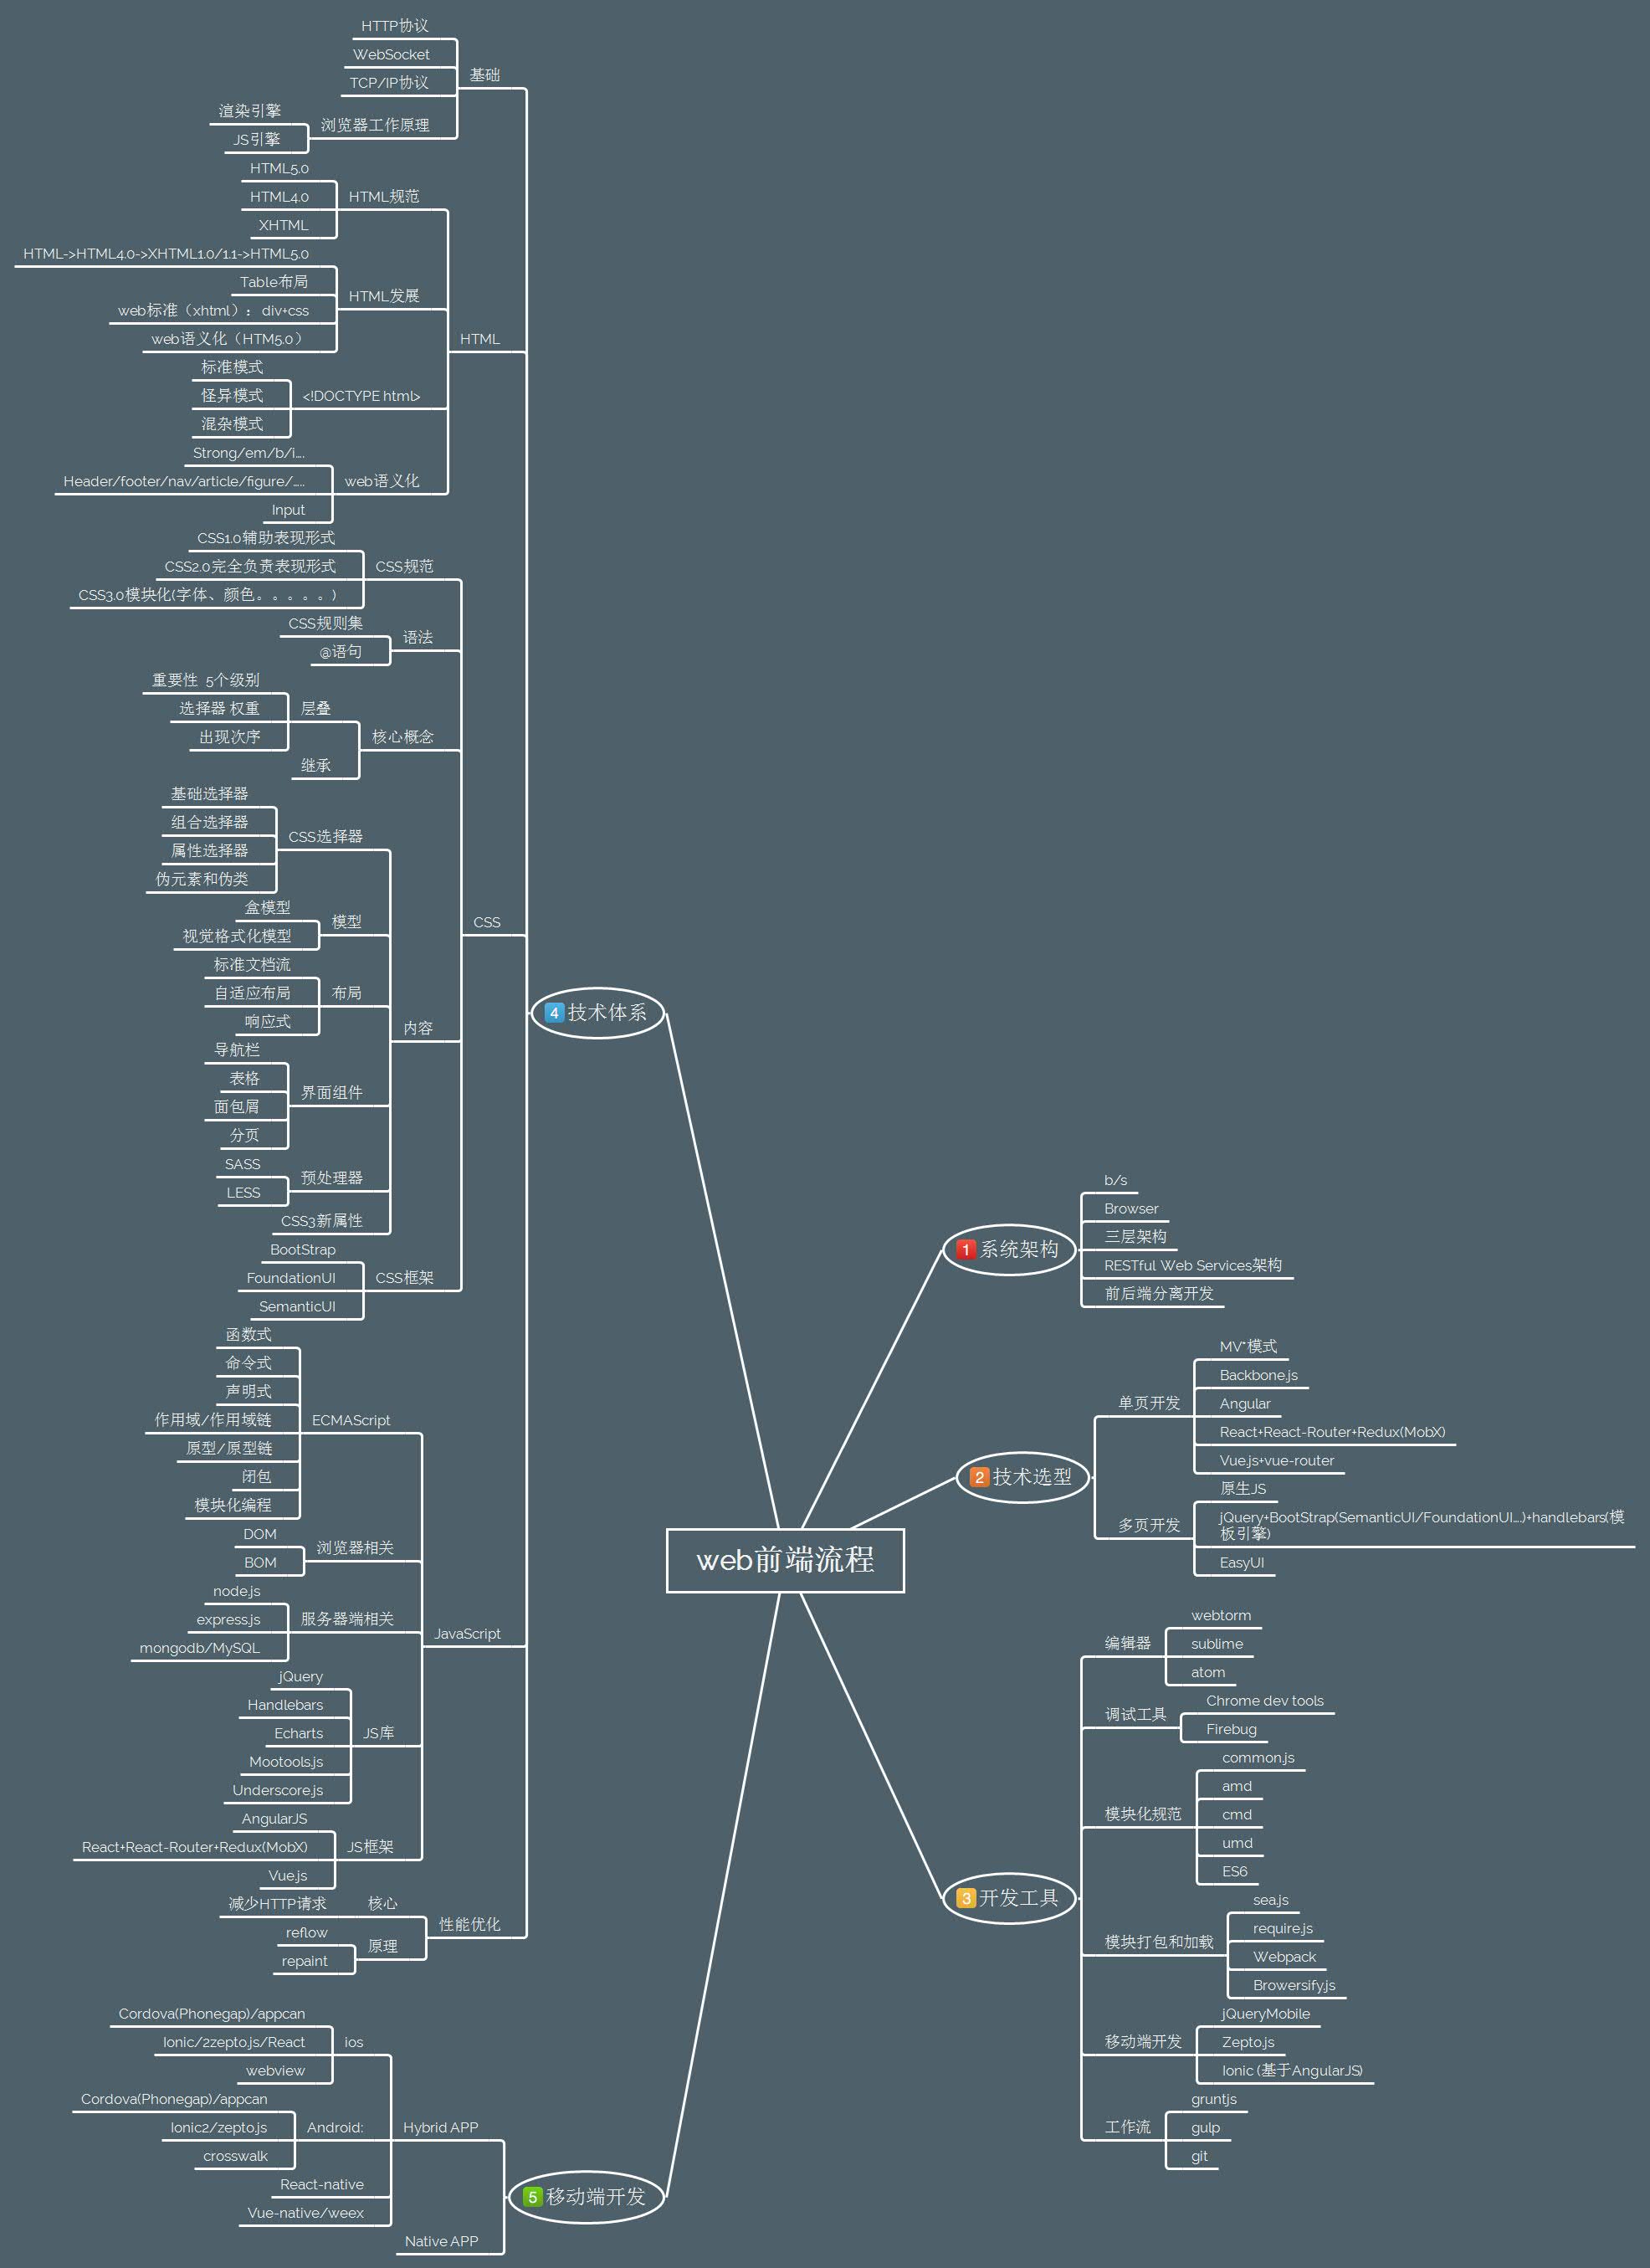 HTTP协议
WebSocket
TCP/IP协议
基础
渲染引擎
JS引擎
浏览器工作原理
HTML5.0
HTML4.0
XHTML
HTML规范
HTML->HTML4.0->XHTML1.0/1.1->HTML5.0
Table布局
web标准（xhtml）：div+css
web语义化（HTM5.0）
HTML发展
HTML
标准模式
怪异模式
混杂模式
<!DOCTYPE html>
Strong/em/b/i....
Header/footer/nav/article/figure/.....
Input
web语义化
CSS1.0辅助表现形式
CSS2.0完全负责表现形式
CSS3.0模块化(字体、颜色。。。。。)
CSS规范
CSS规则集
@语句
语法
重要性 5个级别
选择器 权重
出现次序
层叠
继承
核心概念
基础选择器
组合选择器
属性选择器
伪元素和伪类
CSS选择器
盒模型
视觉格式化模型
模型
CSS
标准文档流
自适应布局
响应式
布局
内容
导航栏
表格
面包屑
分页
界面组件
SASS
LESS
预处理器
CSS3新属性
BootStrap
FoundationUI
SemanticUI
CSS框架
4 技术体系
函数式
命令式
声明式
作用域/作用域链
原型/原型链
闭包
模块化编程
ECMAScript
DOM
BOM
浏览器相关
node.js
express.js
mongodb/MySQL
服务器端相关
JavaScript
jQuery
Handlebars
Echarts
Mootools.js
Underscore.js
JS库
AngularJS
React+React-Router+Redux(MobX)
Vue.js
JS框架
减少HTTP请求
核心
reflow
repaint
原理
性能优化
Cordova(Phonegap)/appcan
Ionic/2zepto.js/React
webview
ios
Cordova(Phonegap)/appcan
Ionic2/zepto.js
crosswalk
Android:
React-native
Vue-native/weex
Hybrid APP
Native APP
5 移动端开发
web前端流程
1 系统架构
b/s
Browser
三层架构
RESTful Web Services架构
前后端分离开发
2 技术选型
单页开发
MV*模式
Backbone.js
Angular
React+React-Router+Redux(MobX)
Vue.js+vue-router
多页开发
原生JS
jQuery+BootStrap(SemanticUI/FoundationUI....)+handlebars(模
板引擎)
EasyUI
3 开发工具
编辑器
webtorm
sublime
atom
调试工具
Chrome dev tools
Firebug
模块化规范
common.js
amd
cmd
umd
ES6
模块打包和加载
sea.js
require.js
Webpack
Browersify.js
移动端开发
jQueryMobile
Zepto.js
Ionic (基于AngularJS)
工作流
gruntjs
gulp
git